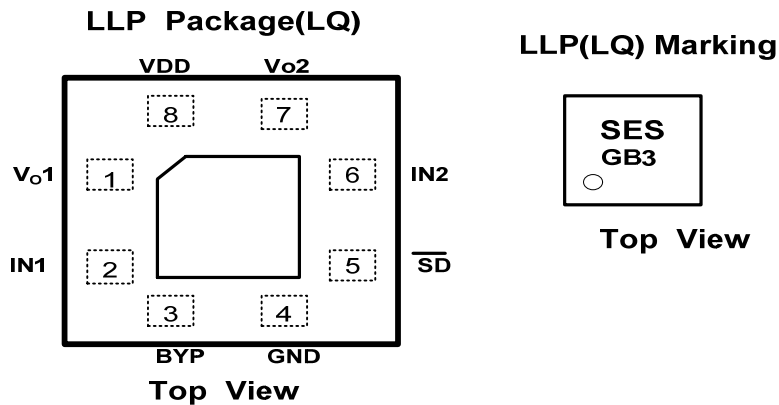 LLP Package(LQ)
VDD Vo2
8 7
Vo1 1 6 IN2
IN1 2 5 S̅D̅
3 4
BYP GND
Top View
LLP(LQ) Marking
SES
GB3
Top View